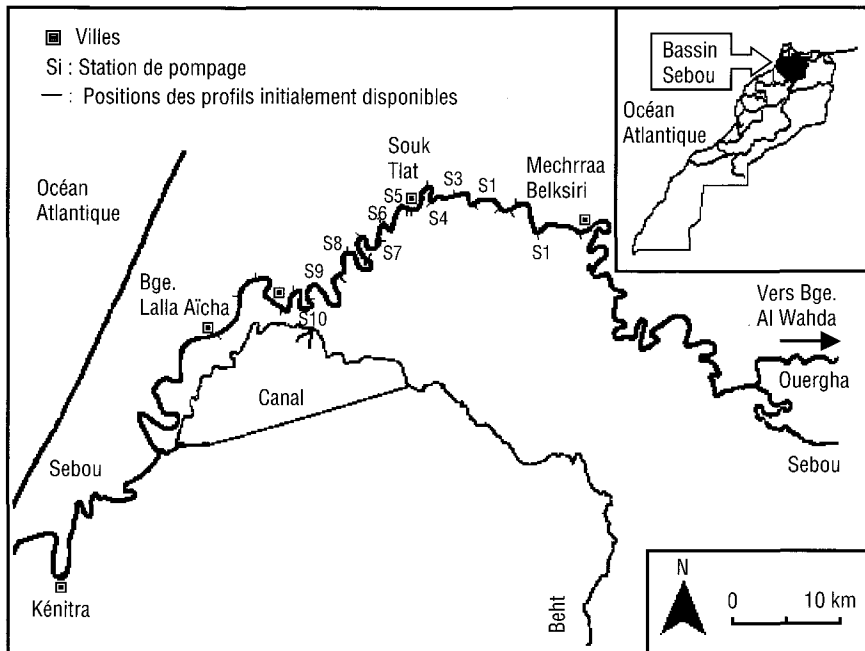 Villes
Si : Station de pompage
— : Positions des profils initialement disponibles
Bassin
Sebou
Océan
Atlantique
Océan
Atlantique
Souk
Tlat
Mechrraa
Belksiri
S3
S1
S5
S4
S6
S7
S1
S8
S9
S10
Bge.
Lalla Aïcha
Vers Bge.
Al Wahda
Ouergha
Canal
Sebou
Sebou
Kénitra
Beht
N
0 10 km